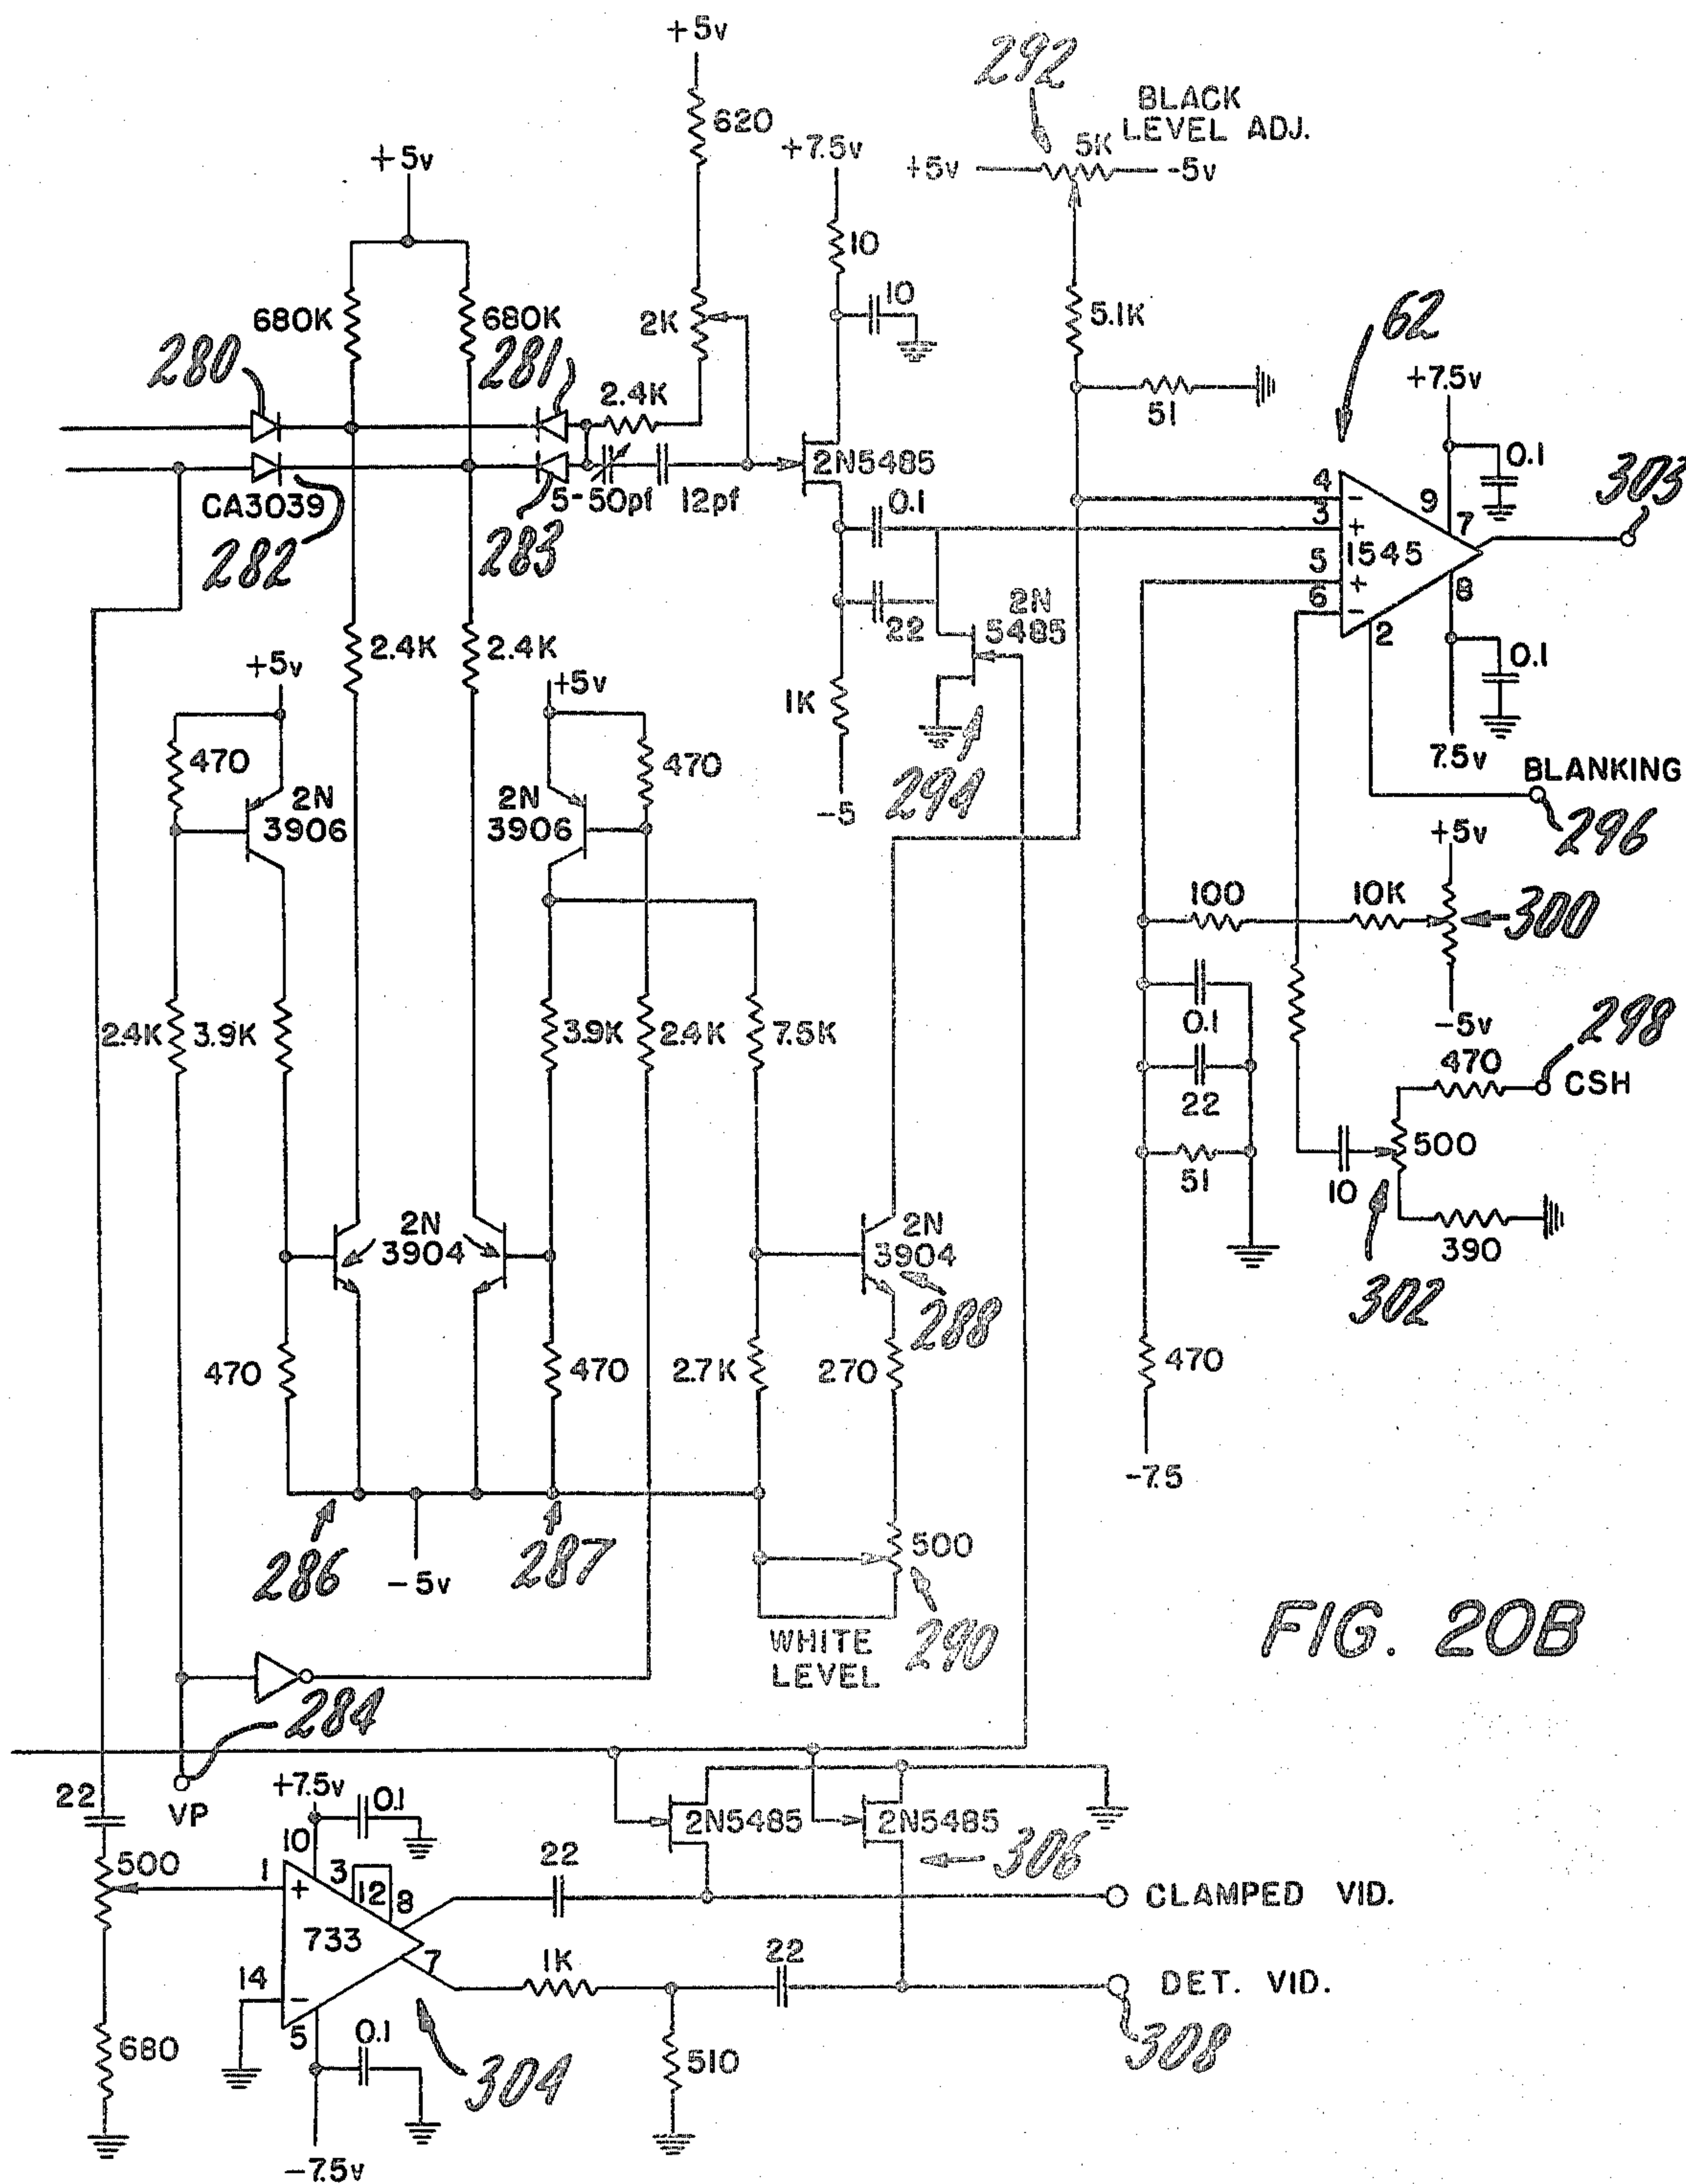 +5v
292
BLACK
LEVEL ADJ.
620
+7.5v
5K
+5v
-5v
+5v
10
10
680K
680K
2K
5.1K
62
280
281
2.4K
51
+7.5v
2N5485
0.1
303
CA3039
5-50pf
12pf
0.1
4
-
9
7
3
+
1545
282
283
5
+
6
-
8
2
22
2N
5485
2.4K
2.4K
0.1
+5v
+5v
1K
470
470
294
7.5v
2N
3906
2N
3906
-5
BLANKING
296
+5v
100
10K
300
2.4K
3.9K
3.9K
2.4K
7.5K
0.1
-5v
298
470
CSH
22
500
51
10
2N
3904
2N
3904
390
302
288
470
470
2.7K
270
470
-7.5
500
286
-5v
287
290
WHITE
LEVEL
FIG. 20B
284
22
VP
+7.5v
0.1
2N5485
2N5485
306
10
500
1
+
3
12
8
22
CLAMPED VID.
733
7
1K
22
14
-
DET. VID.
5
0.1
680
304
510
308
-7.5v